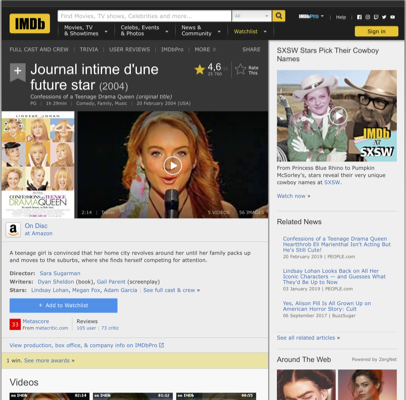 IMDb
Find Movies, TV shows, Celebrities and more...
All
Movies, TV & Showtimes
Celebs, Events & Photos
News & Community
Watchlist
IMDbPro
Help
Sign in
FULL CAST AND CREW | TRIVIA | USER REVIEWS | IMDbPro | MORE
SHARE
Journal intime d'une
future star (2004)
4,6
Rate This
Confessions of a Teenage Drama Queen (original title)
PG | 1h 29min | Comedy, Family, Music | 20 February 2004 (USA)
LINDSAY LOHAN
CONFESSIONS of a TEENAGE
DRAMA QUEEN
2:14
5 VIDEOS
56 IMAGES
On Disc
at Amazon
A teenage girl is convinced that her home city revolves around her until her family packs up
and moves to the suburbs, where she finds herself competing for attention.
Director: Sara Sugarman
Writers: Dyan Sheldon (book), Gail Parent (screenplay)
Stars: Lindsay Lohan, Megan Fox, Adam Garcia | See full cast & crew »
+ Add to Watchlist
33
Metascore
From metacritic.com
Reviews
105 user | 73 critic
View production, box office, & company info on IMDbPro
1 win. See more awards »
Videos
SXSW Stars Pick Their Cowboy
Names
IMDb
AT
SXSW
From Princess Blue Rhino to Pumpkin
McSorley's, stars reveal their very
unique cowboy names at SXSW.
Watch now »
Related News
Confessions of a Teenage Drama Queen
Heartthrob Eli Marienthal Isn't Acting But
He's Still Cute!
20 February 2019 | PEOPLE.com
Lindsay Lohan Looks Back on All Her
Iconic Characters — and Guesses What
They'd Be Up to Now
03 January 2019 | PEOPLE.com
Yes, Alison Pill Is All Grown Up on
American Horror Story: Cult
06 September 2017 | BuzzSugar
See all related articles »
Around The Web
Powered by ZergNet